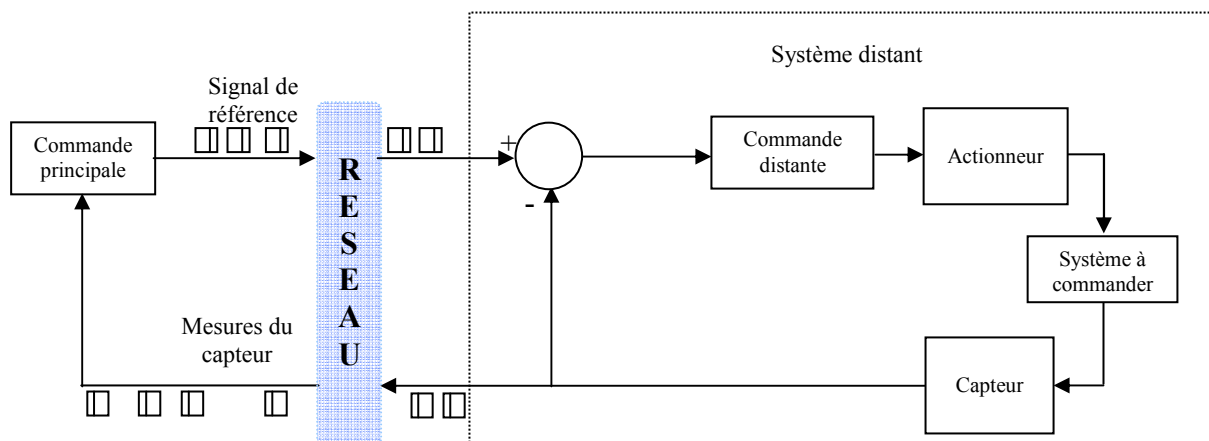 Système distant
Signal de
référence
Commande
principale
R
E
S
E
A
U
+
-
Commande
distante
Actionneur
Système à
commander
Mesures du
capteur
Capteur